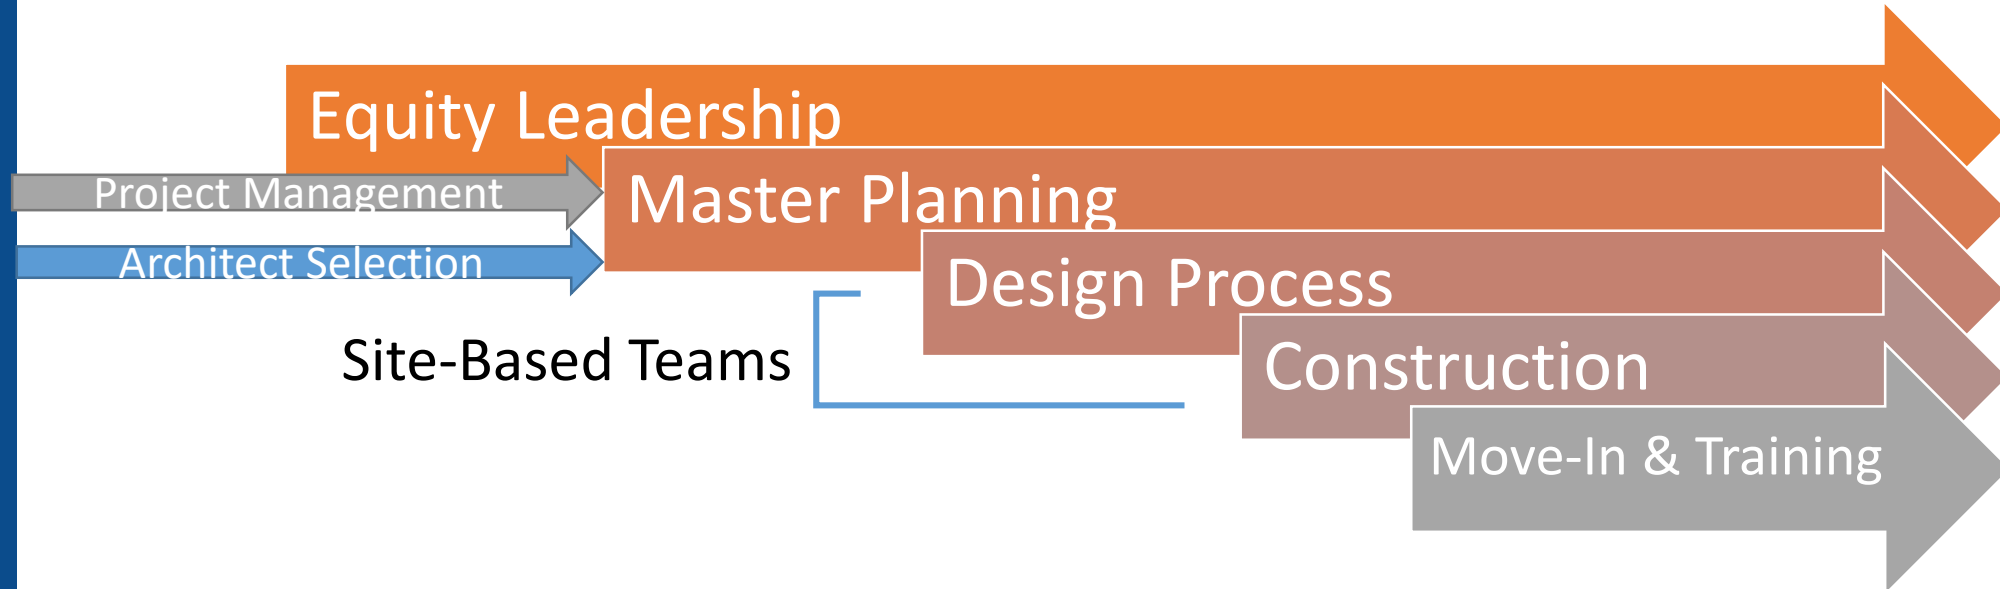 Equity Leadership
Project Management
Master Planning
Architect Selection
Design Process
Site-Based Teams
Construction
Move-In & Training